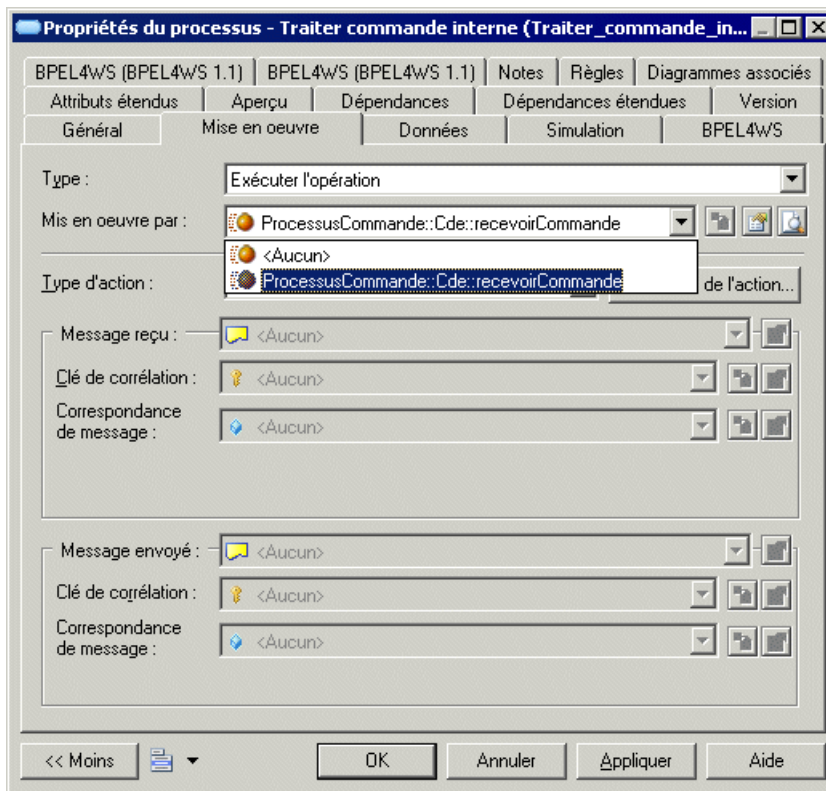 Propriétés du processus - Traiter commande interne (Traiter_commande_in...
BPEL4WS (BPEL4WS 1.1) BPEL4WS (BPEL4WS 1.1) Notes Règles Diagrammes associés
Attributs étendus Aperçu Dépendances Dépendances étendues Version
Général Mise en oeuvre Données Simulation BPEL4WS
Type : Exécuter l'opération
Mis en oeuvre par : ProcessusCommande::Cde::recevoirCommande
<Aucun>
Type d'action : ProcessusCommande::Cde::recevoirCommande de l'action...
Message reçu : <Aucun>
Clé de corrélation : <Aucun>
Correspondance
de message : <Aucun>
Message envoyé : <Aucun>
Clé de corrélation : <Aucun>
Correspondance
de message : <Aucun>
<< Moins OK Annuler Appliquer Aide